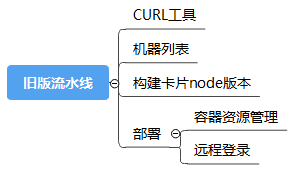 旧版流水线
CURL工具
机器列表
构建卡片node版本
部署
容器资源管理
远程登录